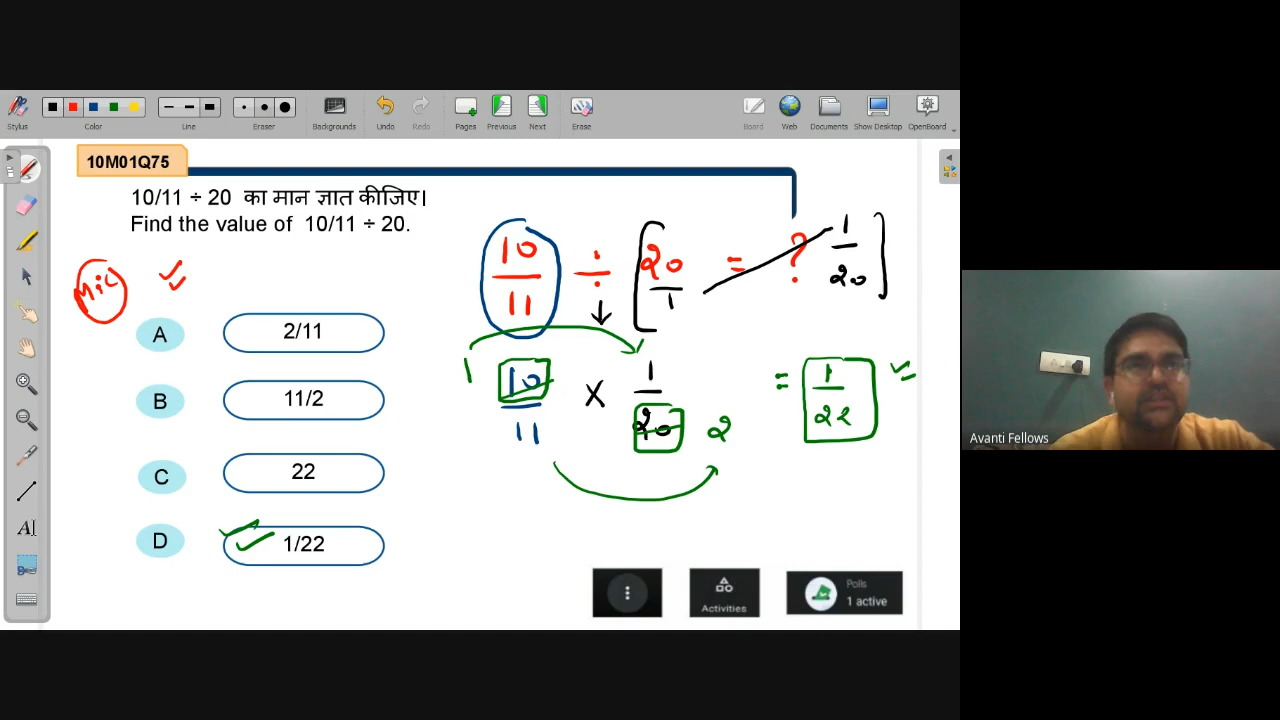 Stylus
Color
Line
Eraser
Backgrounds
Undo
Redo
Pages
Previous
Next
Erase
Board
Web
Documents
Show Desktop
OpenBoard
10M01Q75
10/11 ÷ 20 का मान ज्ञात कीजिए।
Find the value of 10/11 ÷ 20.
Mic
A 2/11
B 11/2
C 22
D 1/22
10/11 ÷ [20/1 = ? 1/20]
1 10/11 x 1/20 2 = 1/22
Activities
Polls
1 active
AI
Avanti Fellows